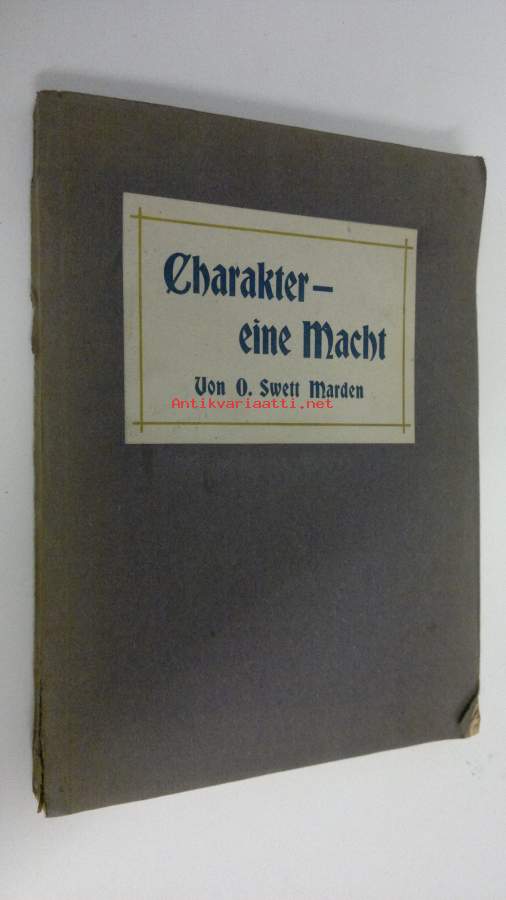 Charakter –
eine Macht
Von O. Swett Marden
Antikvariaatti.net